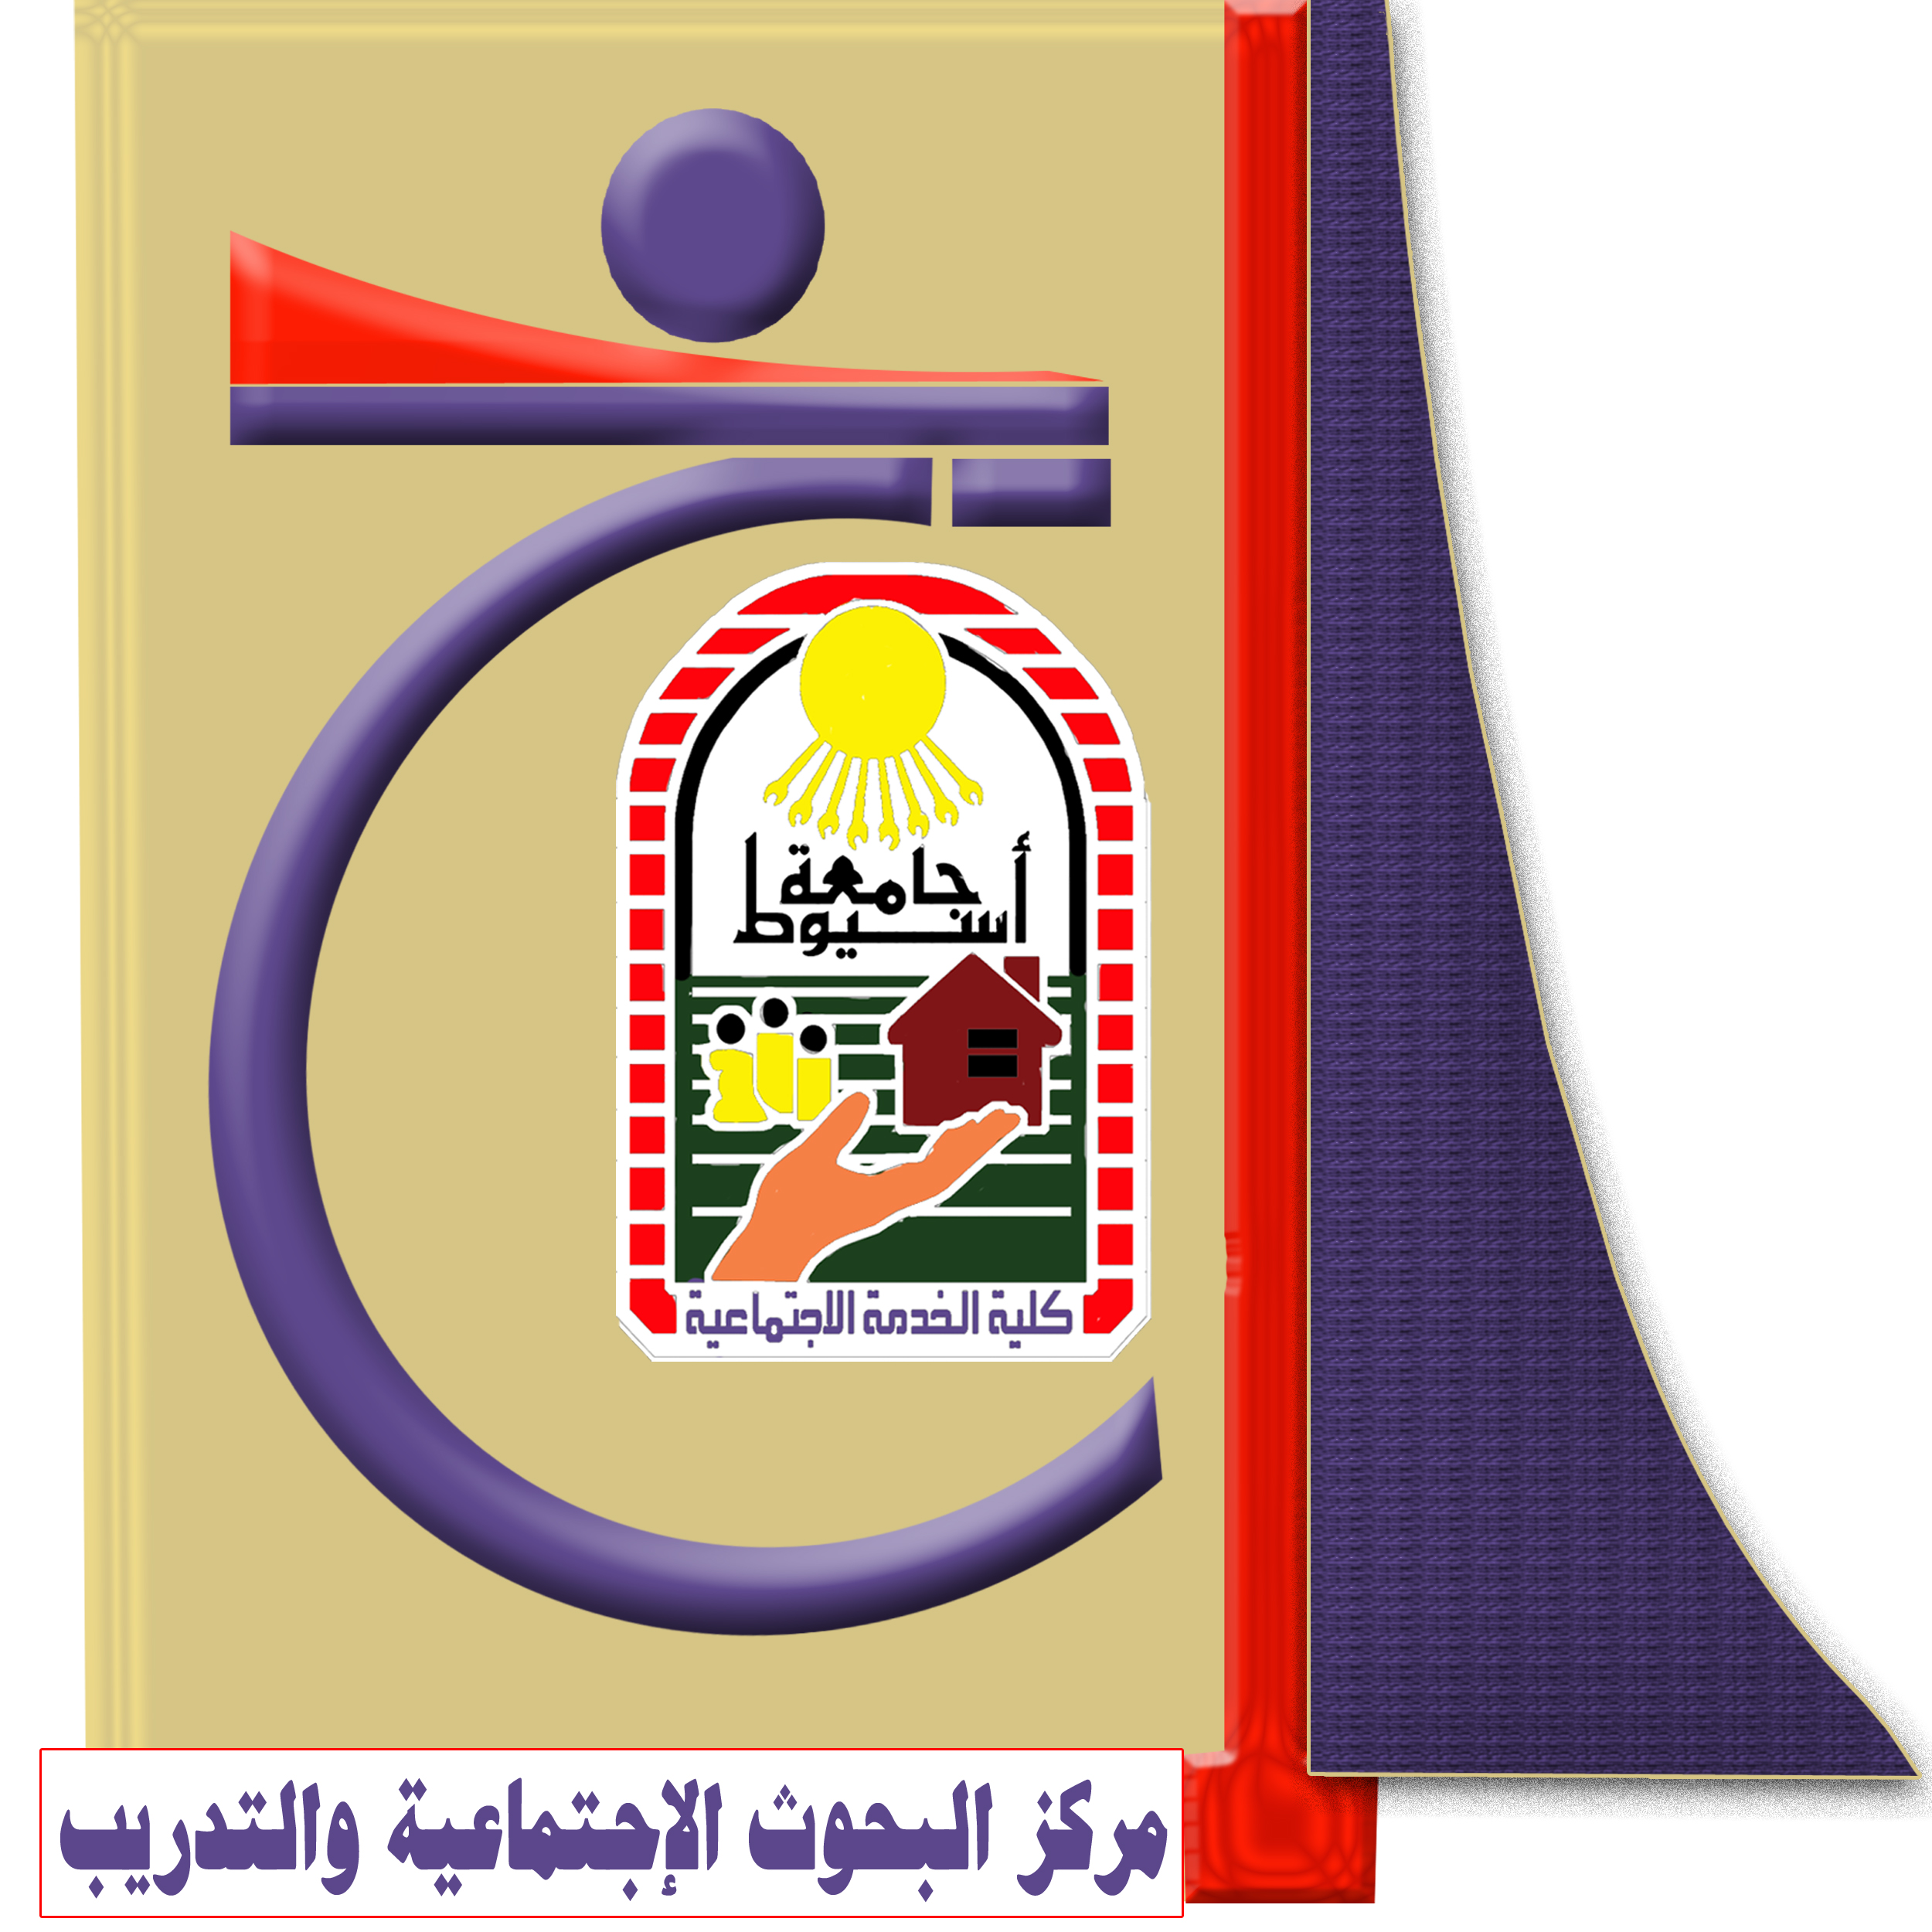 جامعة
أسيوط
كلية الخدمة الاجتماعية
مركز البحوث الإجتماعية والتدريب